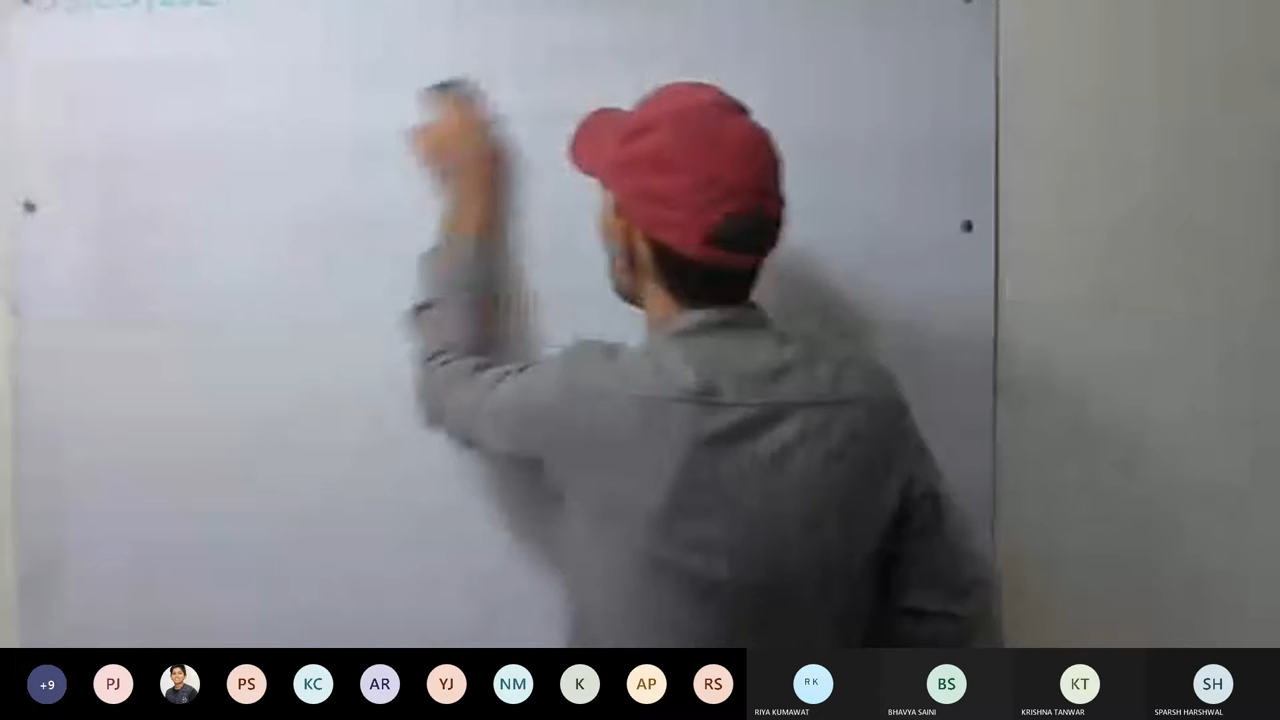 +9
PJ
PS
KC
AR
YJ
NM
K
AP
RS
RK
BS
KT
SH
RIYA KUMAWAT
BHAVYA SAINI
KRISHNA TANWAR
SPARSH HARSHWAL